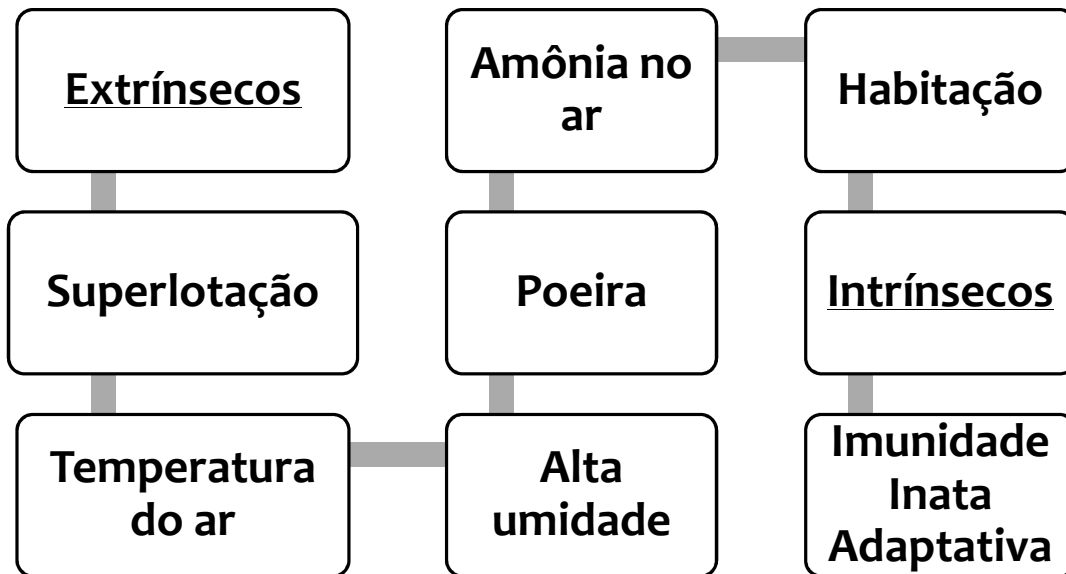 Extrínsecos
Superlotação
Temperatura
do ar
Alta
umidade
Poeira
Amônia no
ar
Habitação
Intrínsecos
Imunidade
Inata
Adaptativa